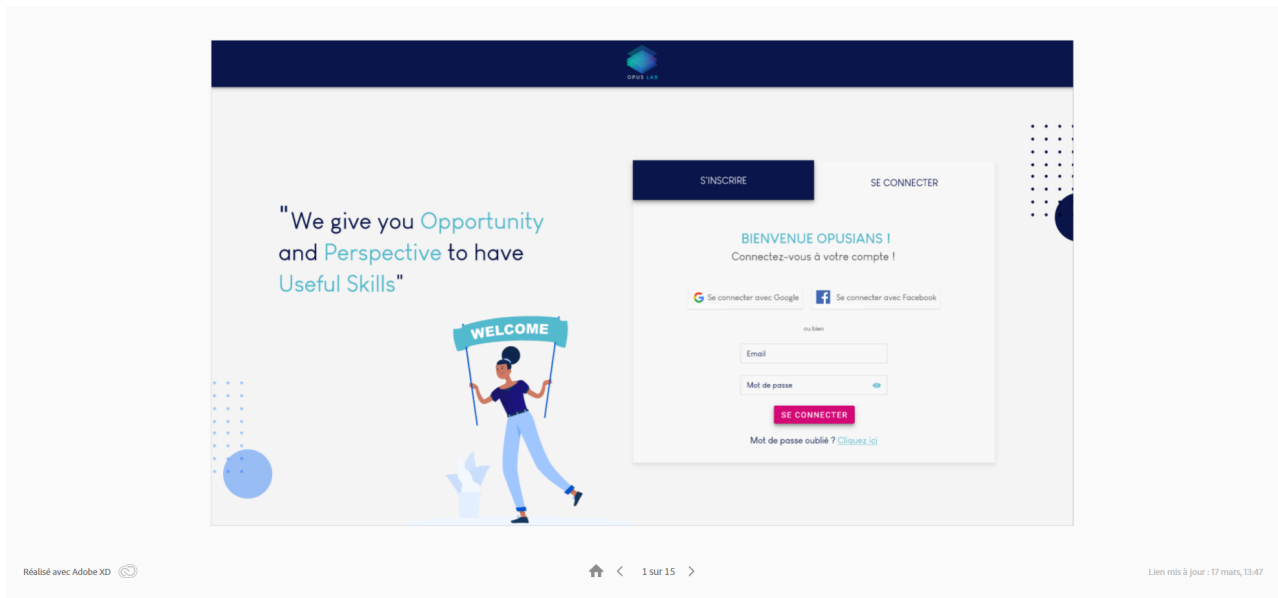 OPUS LAB
S'INSCRIRE
SE CONNECTER
"We give you Opportunity
and Perspective to have
Useful Skills"
WELCOME
BIENVENUE OPUSIANS !
Connectez-vous à votre compte !
Se connecter avec Google
Se connecter avec Facebook
ou bien
Email
Mot de passe
SE CONNECTER
Mot de passe oublié ? Cliquez ici
Réalisé avec Adobe XD
1 sur 15
Lien mis à jour : 17 mars, 13:47